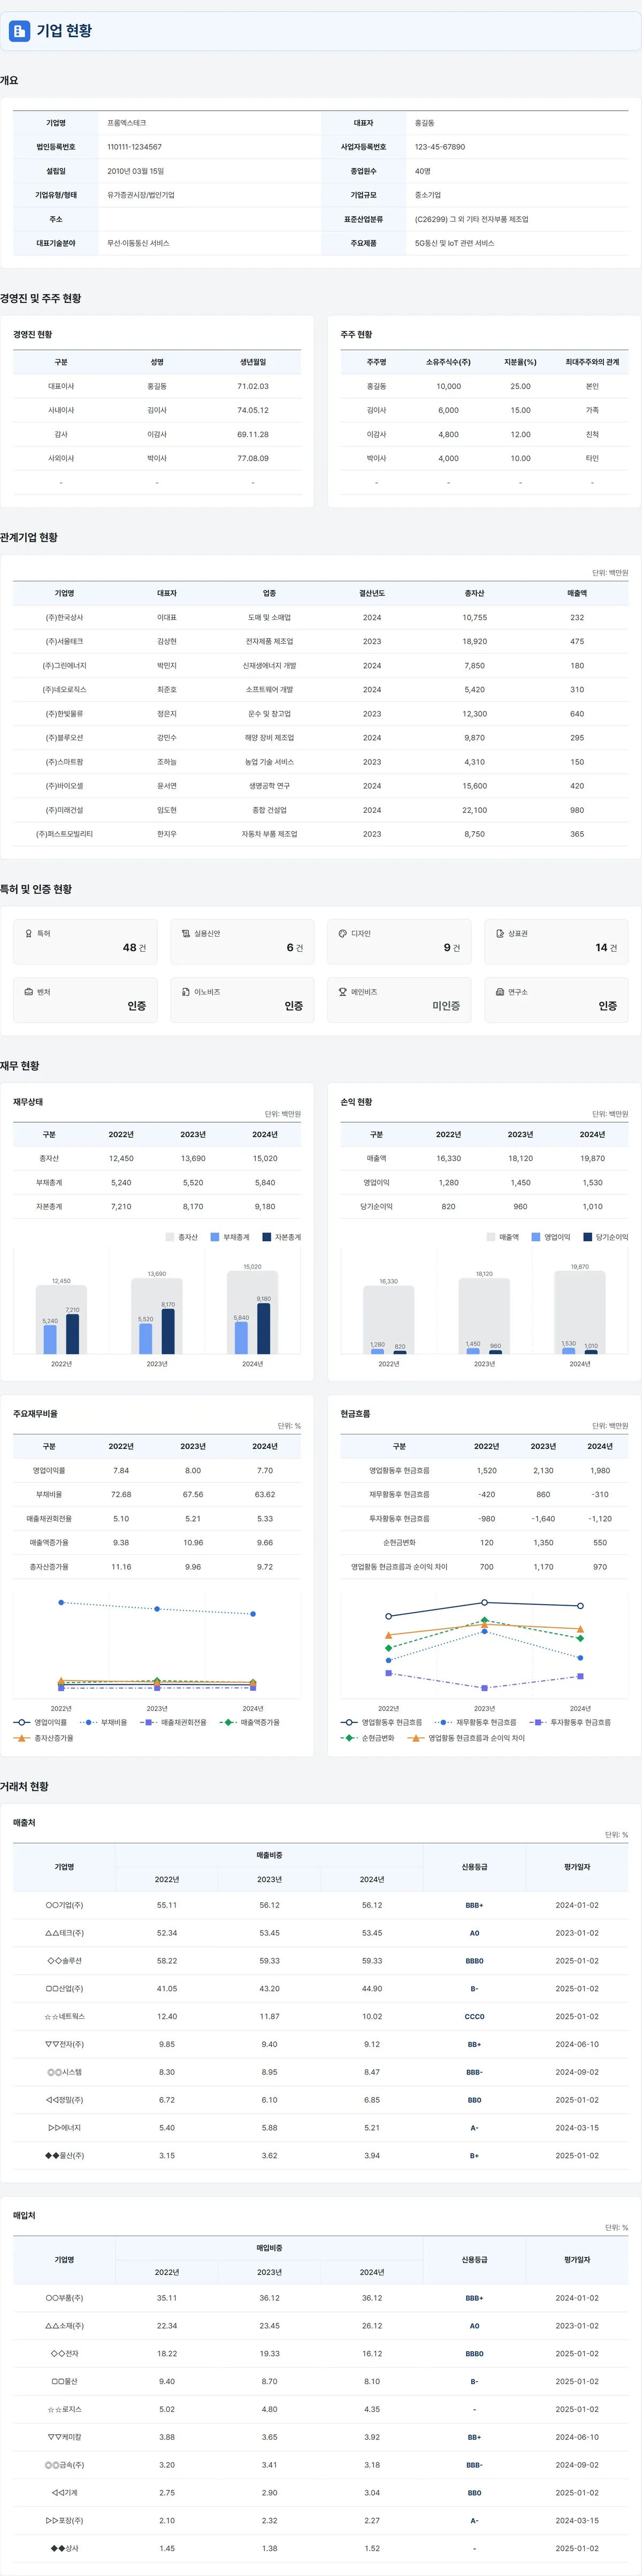 기업 현황
개요
기업명 프롬엑스테크 대표자 홍길동
법인등록번호 110111-1234567 사업자등록번호 123-45-67890
설립일 2010년 03월 15일 종업원수 40명
기업유형/형태 유가증권시장/법인기업 기업규모 중소기업
주소 표준산업분류 (C26299) 그 외 기타 전자부품 제조업
대표기술분야 무선·이동통신 서비스 주요제품 5G통신 및 IoT 관련 서비스
경영진 및 주주 현황
경영진 현황
구분 성명 생년월일
대표이사 홍길동 71.02.03
사내이사 김이사 74.05.12
감사 이감사 69.11.28
사외이사 박이사 77.08.09
- - -
주주 현황
주주명 소유주식수(주) 지분율(%) 최대주주와의 관계
홍길동 10,000 25.00 본인
김이사 6,000 15.00 가족
이감사 4,800 12.00 친척
박이사 4,000 10.00 타인
- - - -
관계기업 현황
단위: 백만원
기업명 대표자 업종 결산년도 총자산 매출액
(주)한국상사 이대표 도매 및 소매업 2024 10,755 232
(주)서울테크 김상현 전자제품 제조업 2023 18,920 475
(주)그린에너지 박민지 신재생에너지 개발 2024 7,850 180
(주)네오로직스 최준호 소프트웨어 개발 2024 5,420 310
(주)한빛물류 정은지 운수 및 창고업 2023 12,300 640
(주)블루오션 강민수 해양 장비 제조업 2024 9,870 295
(주)스마트팜 조하늘 농업 기술 서비스 2023 4,310 150
(주)바이오셀 윤서연 생명공학 연구 2024 15,600 420
(주)미래건설 임도현 종합 건설업 2024 22,100 980
(주)퍼스트모빌리티 한지우 자동차 부품 제조업 2023 8,750 365
특허 및 인증 현황
특허 48 건
실용신안 6 건
디자인 9 건
상표권 14 건
벤처 인증
이노비즈 인증
메인비즈 미인증
연구소 인증
재무 현황
재무상태
단위: 백만원
구분 2022년 2023년 2024년
총자산 12,450 13,690 15,020
부채총계 5,240 5,520 5,840
자본총계 7,210 8,170 9,180
총자산 부채총계 자본총계
12,450 13,690 15,020
5,240 7,210 5,520 8,170 5,840 9,180
2022년 2023년 2024년
손익 현황
단위: 백만원
구분 2022년 2023년 2024년
매출액 16,330 18,120 19,870
영업이익 1,280 1,450 1,530
당기순이익 820 960 1,010
매출액 영업이익 당기순이익
16,330 18,120 19,870
1,280 820 1,450 960 1,530 1,010
2022년 2023년 2024년
주요재무비율
단위: %
구분 2022년 2023년 2024년
영업이익률 7.84 8.00 7.70
부채비율 72.68 67.56 63.62
매출채권회전율 5.10 5.21 5.33
매출액증가율 9.38 10.96 9.66
총자산증가율 11.16 9.96 9.72
2022년 2023년 2024년
영업이익률 부채비율 매출채권회전율 매출액증가율
총자산증가율
현금흐름
단위: 백만원
구분 2022년 2023년 2024년
영업활동후 현금흐름 1,520 2,130 1,980
재무활동후 현금흐름 -420 860 -310
투자활동후 현금흐름 -980 -1,640 -1,120
순현금변화 120 1,350 550
영업활동 현금흐름과 순이익 차이 700 1,170 970
2022년 2023년 2024년
영업활동후 현금흐름 재무활동후 현금흐름 투자활동후 현금흐름
순현금변화 영업활동 현금흐름과 순이익 차이
거래처 현황
매출처
단위: %
기업명 매출비중 신용등급 평가일자
2022년 2023년 2024년
○○기업(주) 55.11 56.12 56.12 BBB+ 2024-01-02
△△테크(주) 52.34 53.45 53.45 A0 2023-01-02
◇◇솔루션 58.22 59.33 59.33 BBB0 2025-01-02
□□산업(주) 41.05 43.20 44.90 B- 2025-01-02
☆☆네트웍스 12.40 11.87 10.02 CCC0 2025-01-02
▽▽전자(주) 9.85 9.40 9.12 BB+ 2024-06-10
◎◎시스템 8.30 8.95 8.47 BBB- 2024-09-02
◁◁정밀(주) 6.72 6.10 6.85 BB0 2025-01-02
▷▷에너지 5.40 5.88 5.21 A- 2024-03-15
◆◆물산(주) 3.15 3.62 3.94 B+ 2025-01-02
매입처
단위: %
기업명 매입비중 신용등급 평가일자
2022년 2023년 2024년
○○부품(주) 35.11 36.12 36.12 BBB+ 2024-01-02
△△소재(주) 22.34 23.45 26.12 A0 2023-01-02
◇◇전자 18.22 19.33 16.12 BBB0 2025-01-02
□□물산 9.40 8.70 8.10 B- 2025-01-02
☆☆로지스 5.02 4.80 4.35 - 2025-01-02
▽▽케미칼 3.88 3.65 3.92 BB+ 2024-06-10
◎◎금속(주) 3.20 3.41 3.18 BBB- 2024-09-02
◁◁기계 2.75 2.90 3.04 BB0 2025-01-02
▷▷포장(주) 2.10 2.32 2.27 A- 2024-03-15
◆◆상사 1.45 1.38 1.52 - 2025-01-02